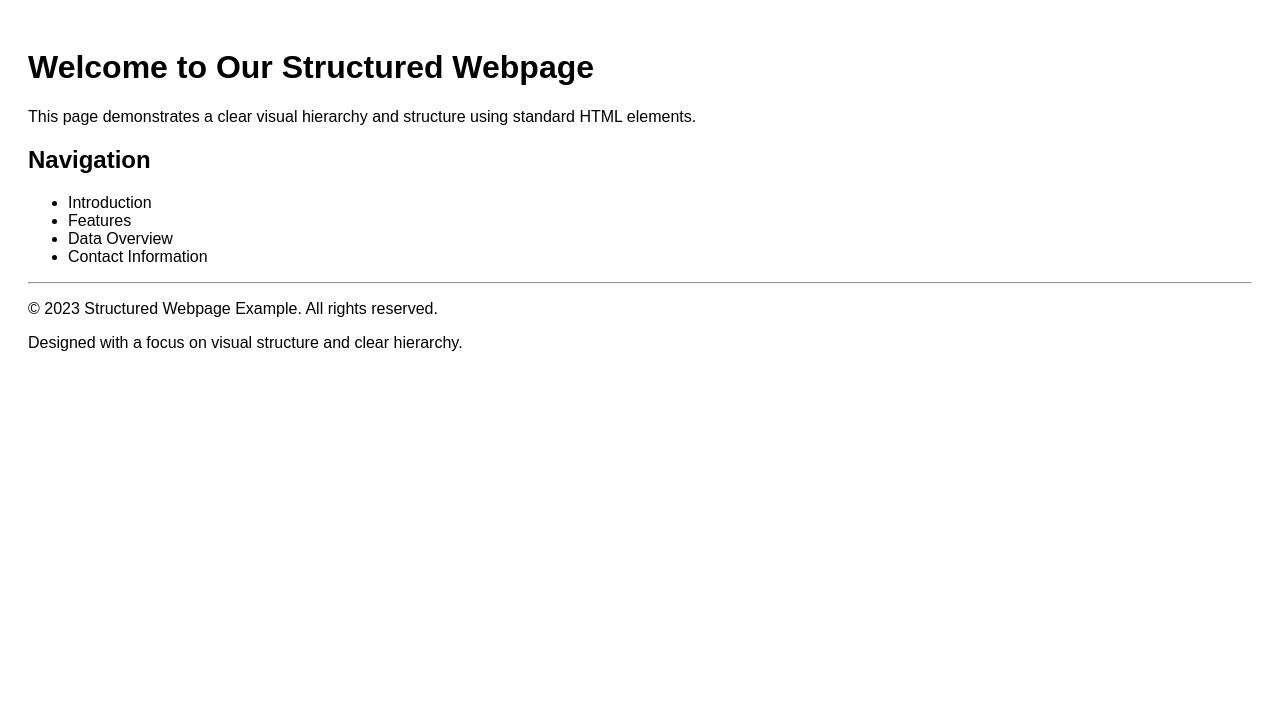 Welcome to Our Structured Webpage
This page demonstrates a clear visual hierarchy and structure using standard HTML elements.
Navigation
Introduction
Features
Data Overview
Contact Information
© 2023 Structured Webpage Example. All rights reserved.
Designed with a focus on visual structure and clear hierarchy.